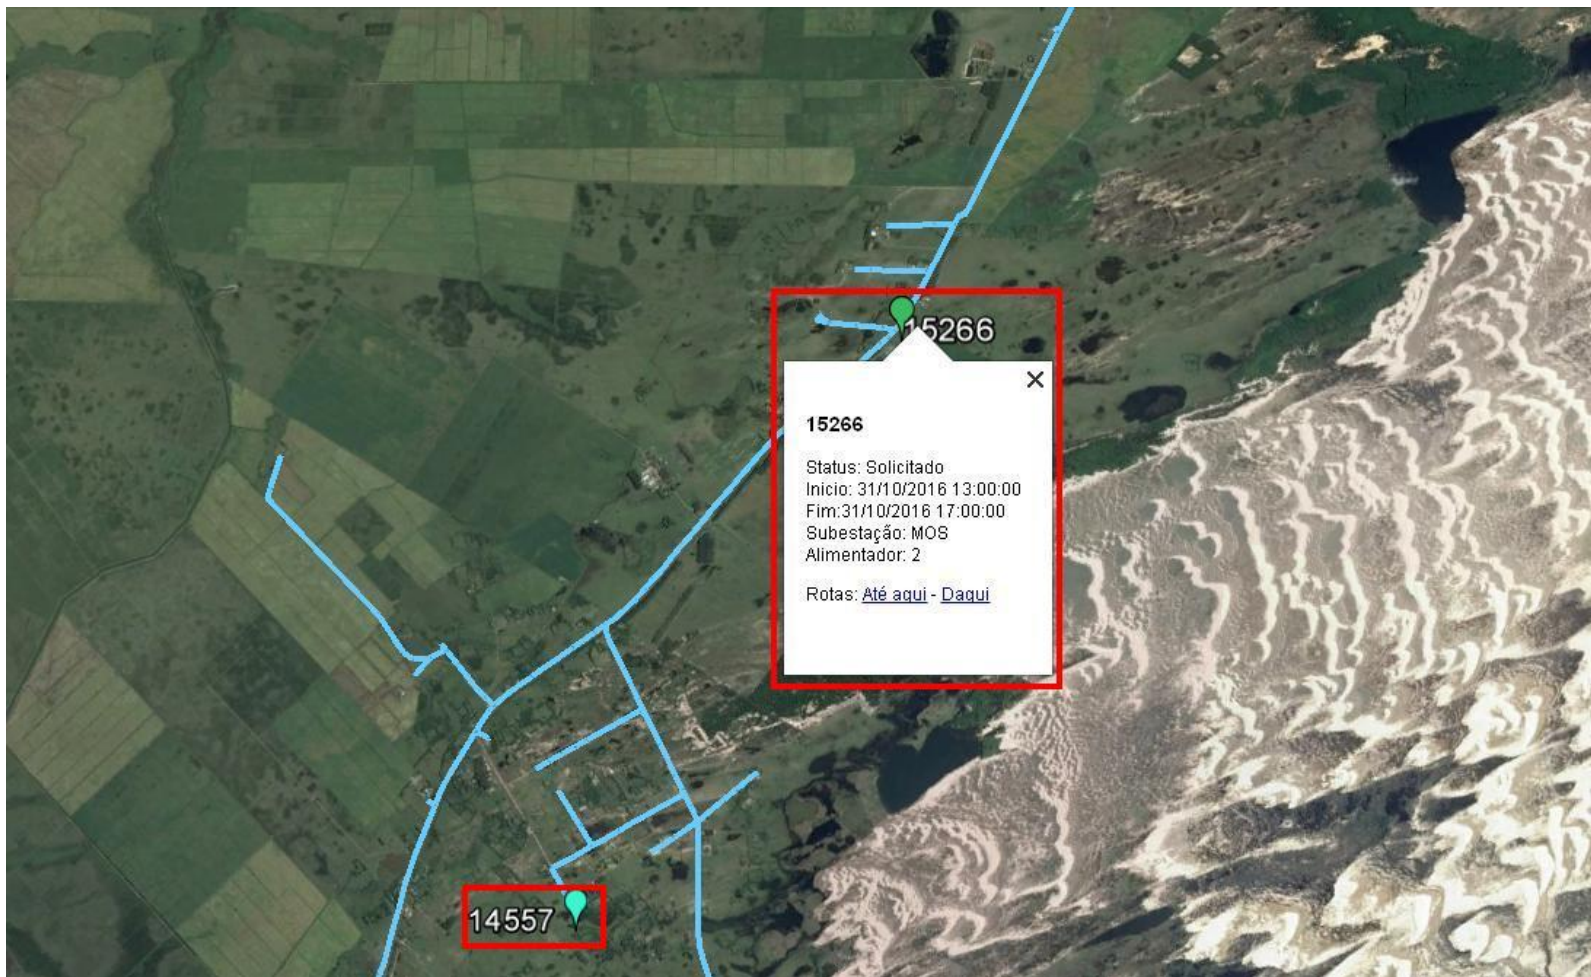 15266
15266
Status: Solicitado
Inicio: 31/10/2016 13:00:00
Fim:31/10/2016 17:00:00
Subestação: MOS
Alimentador: 2
Rotas: Até aqui - Daqui
14557